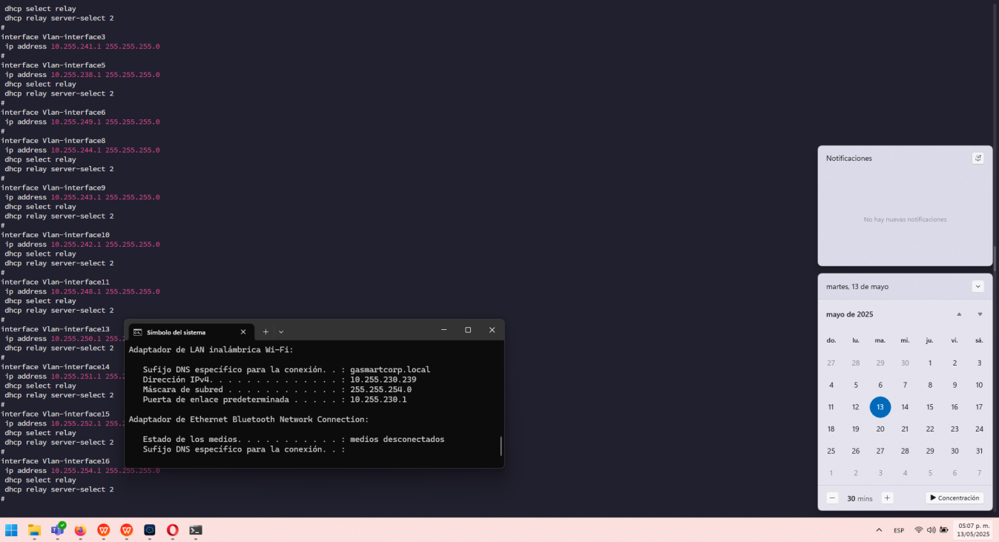 dhcp select relay
dhcp relay server-select 2
#
interface Vlan-interface3
ip address 10.255.241.1 255.255.255.0
#
interface Vlan-interface5
ip address 10.255.238.1 255.255.255.0
dhcp select relay
dhcp relay server-select 2
#
interface Vlan-interface6
ip address 10.255.249.1 255.255.255.0
#
interface Vlan-interface8
ip address 10.255.244.1 255.255.255.0
dhcp select relay
dhcp relay server-select 2
#
interface Vlan-interface9
ip address 10.255.243.1 255.255.255.0
dhcp select relay
dhcp relay server-select 2
#
interface Vlan-interface10
ip address 10.255.242.1 255.255.255.0
dhcp select relay
dhcp relay server-select 2
#
interface Vlan-interface11
ip address 10.255.248.1 255.255.255.0
dhcp select relay
dhcp relay server-select 2
#
interface Vlan-interface13
ip address 10.255.250.1 255.2
dhcp relay server-select 2
#
interface Vlan-interface14
ip address 10.255.251.1 255.2
dhcp select relay
dhcp relay server-select 2
#
interface Vlan-interface15
ip address 10.255.252.1 255.2
dhcp select relay
dhcp relay server-select 2
#
interface Vlan-interface16
ip address 10.255.254.1 255.255.255.0
dhcp select relay
dhcp relay server-select 2
#
Símbolo del sistema
Adaptador de LAN inalámbrica Wi-Fi:
Sufijo DNS específico para la conexión. . : gasmartcorp.local
Dirección IPv4. . . . . . . . . . . . . . : 10.255.230.239
Máscara de subred . . . . . . . . . . . . : 255.255.254.0
Puerta de enlace predeterminada . . . . . : 10.255.230.1
Adaptador de Ethernet Bluetooth Network Connection:
Estado de los medios. . . . . . . . . . . : medios desconectados
Sufijo DNS específico para la conexión. . :
Notificaciones
No hay nuevas notificaciones
martes, 13 de mayo
mayo de 2025
do. lu. ma. mi. ju. vi. sá.
27 28 29 30 1 2 3
4 5 6 7 8 9 10
11 12 13 14 15 16 17
18 19 20 21 22 23 24
25 26 27 28 29 30 31
1 2 3 4 5 6 7
30 mins
Concentración
ESP
05:07 p. m.
13/05/2025